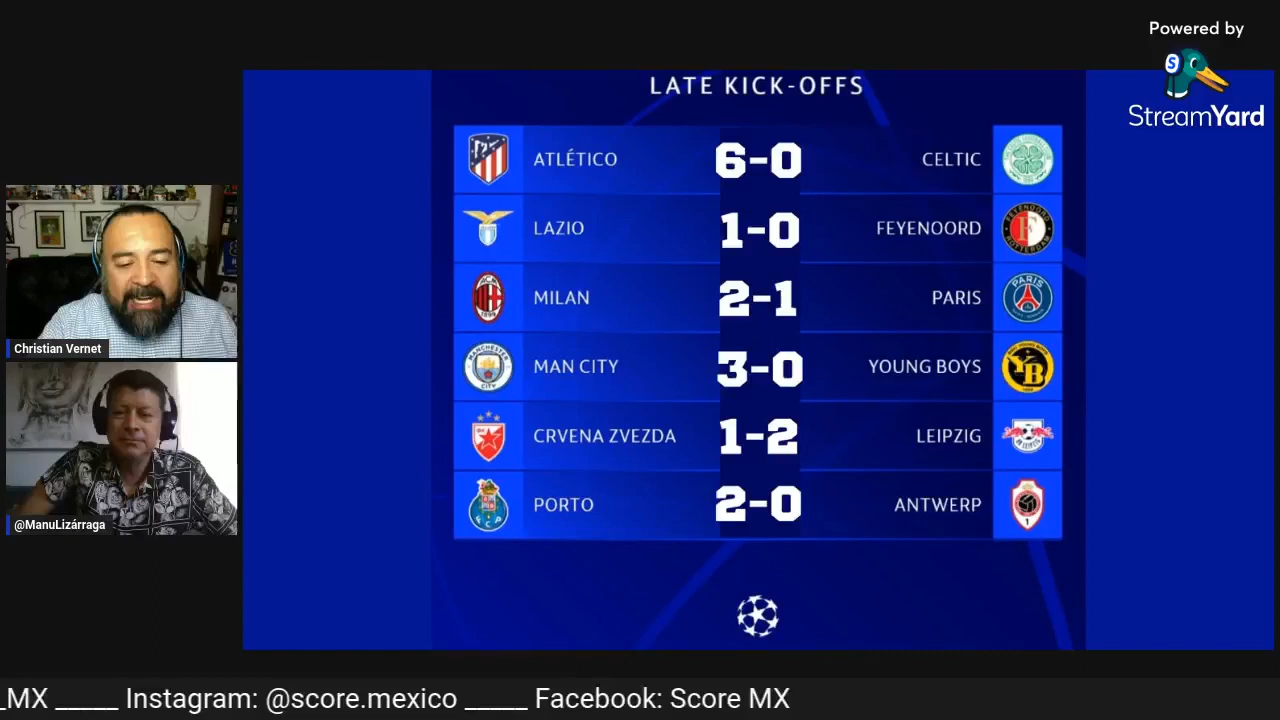 Powered by
StreamYard
LATE KICK-OFFS
ATLÉTICO 6-0 CELTIC
LAZIO 1-0 FEYENOORD
MILAN 2-1 PARIS
MAN CITY 3-0 YOUNG BOYS
CRVENA ZVEZDA 1-2 LEIPZIG
PORTO 2-0 ANTWERP
Christian Vernet
@ManuLizárraga
_MX _____ Instagram: @score.mexico _____ Facebook: Score MX